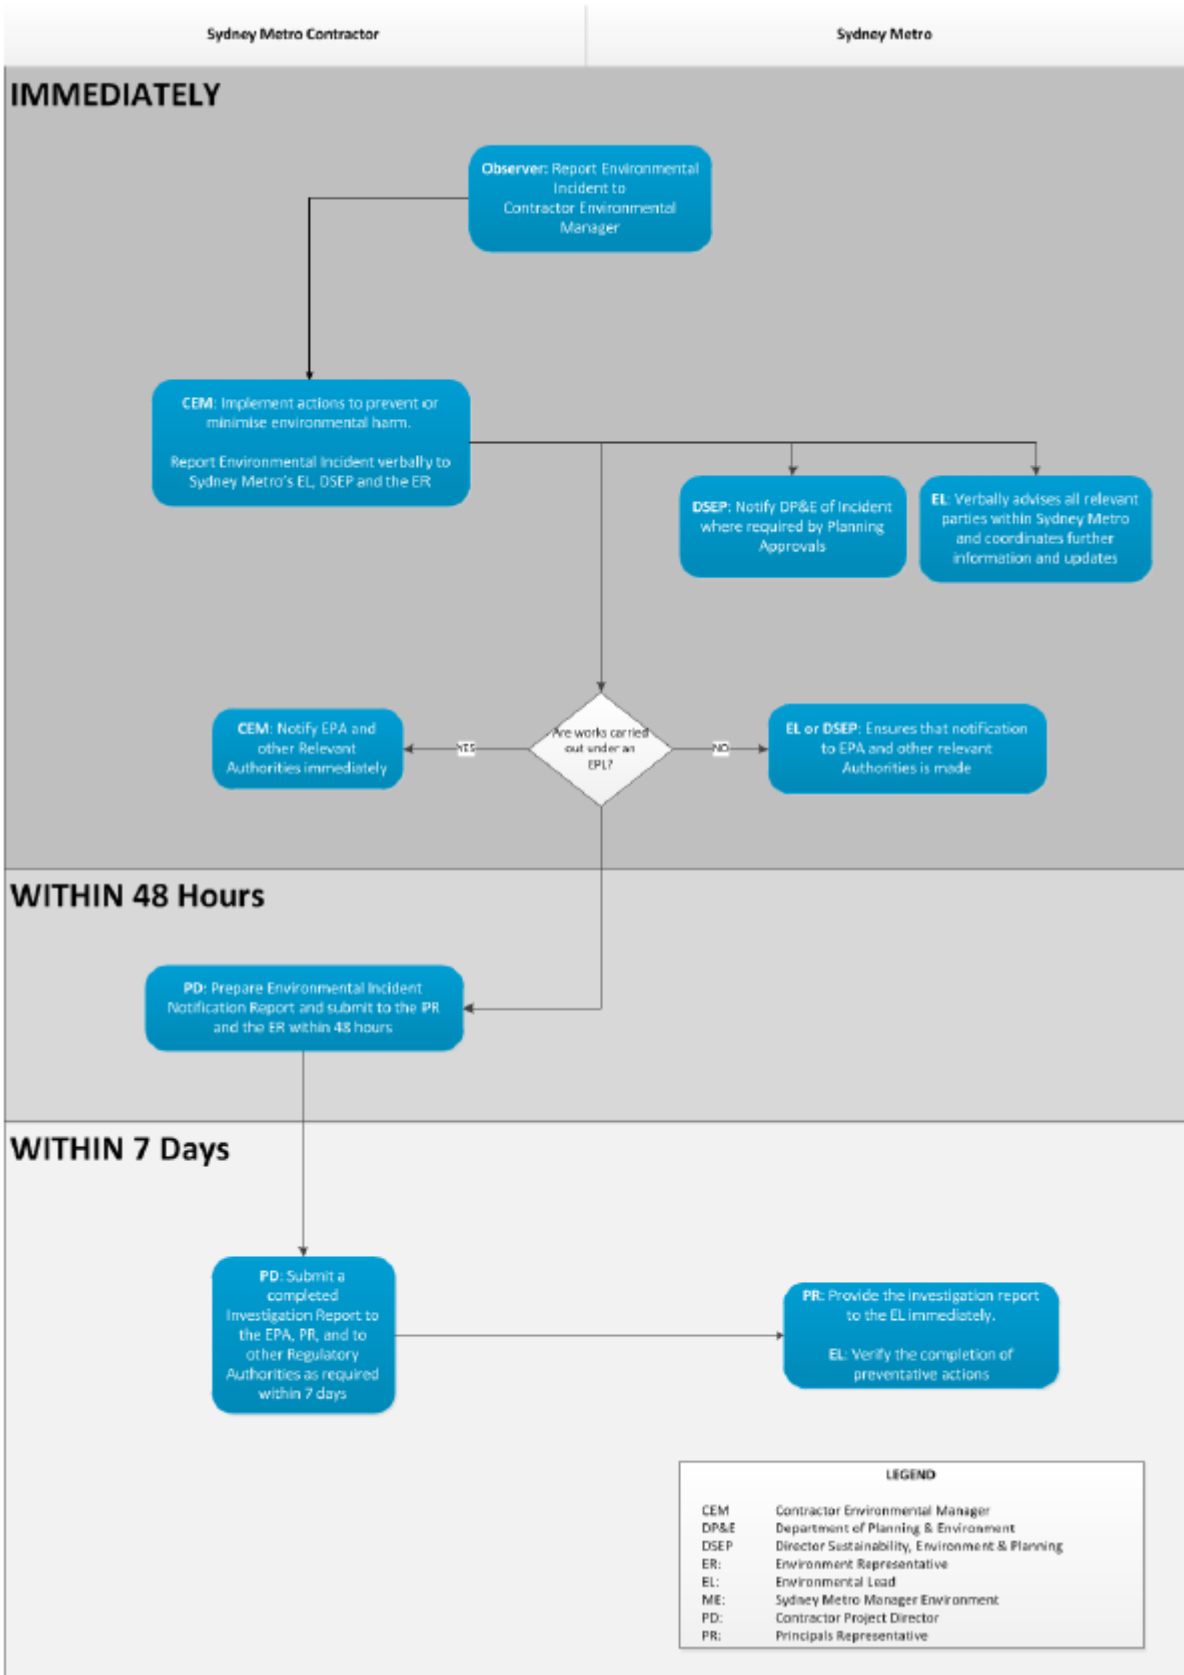 Sydney Metro Contractor
Sydney Metro
IMMEDIATELY
Observer: Report Environmental
Incident to
Contractor Environmental
Manager
CEM: Implement actions to prevent or
minimise environmental harm.
Report Environmental Incident verbally to
Sydney Metro's EL, DSEP and the ER
DSEP: Notify DP&E of Incident
where required by Planning
Approvals
EL: Verbally advises all relevant
parties within Sydney Metro
and coordinates further
information and updates
CEM: Notify EPA and
other Relevant
Authorities immediately
YES
Are works carried
out under an
EPL?
NO
EL or DSEP: Ensures that notification
to EPA and other relevant
Authorities is made
WITHIN 48 Hours
PD: Prepare Environmental Incident
Notification Report and submit to the PR
and the ER within 48 hours
WITHIN 7 Days
PD: Submit a
completed
Investigation Report to
the EPA, PR, and to
other Regulatory
Authorities as required
within 7 days
PR: Provide the investigation report
to the EL immediately.
EL: Verify the completion of
preventative actions
LEGEND
CEM Contractor Environmental Manager
DP&E Department of Planning & Environment
DSEP Director Sustainability, Environment & Planning
ER: Environment Representative
EL: Environmental Lead
ME: Sydney Metro Manager Environment
PD: Contractor Project Director
PR: Principals Representative